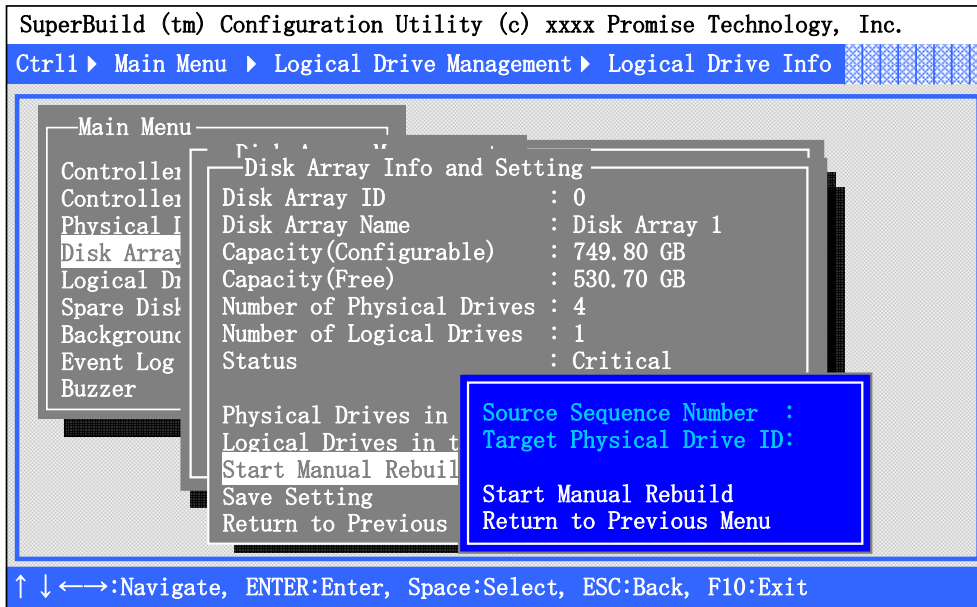 SuperBuild (tm) Configuration Utility (c) xxxx Promise Technology, Inc.
Ctrl1 Main Menu Logical Drive Management Logical Drive Info
Main Menu
Controller
Controller
Physical
Disk Array
Logical
Spare Disk
Background
Event Log
Buzzer
Disk Array Info and Setting
Disk Array ID : 0
Disk Array Name : Disk Array 1
Capacity(Configurable) : 749.80 GB
Capacity(Free) : 530.70 GB
Number of Physical Drives : 4
Number of Logical Drives : 1
Status : Critical
Physical Drives in
Logical Drives in t
Start Manual Rebuil
Save Setting
Return to Previous
Source Sequence Number :
Target Physical Drive ID:
Start Manual Rebuild
Return to Previous Menu
↑↓←→:Navigate, ENTER:Enter, Space:Select, ESC:Back, F10:Exit